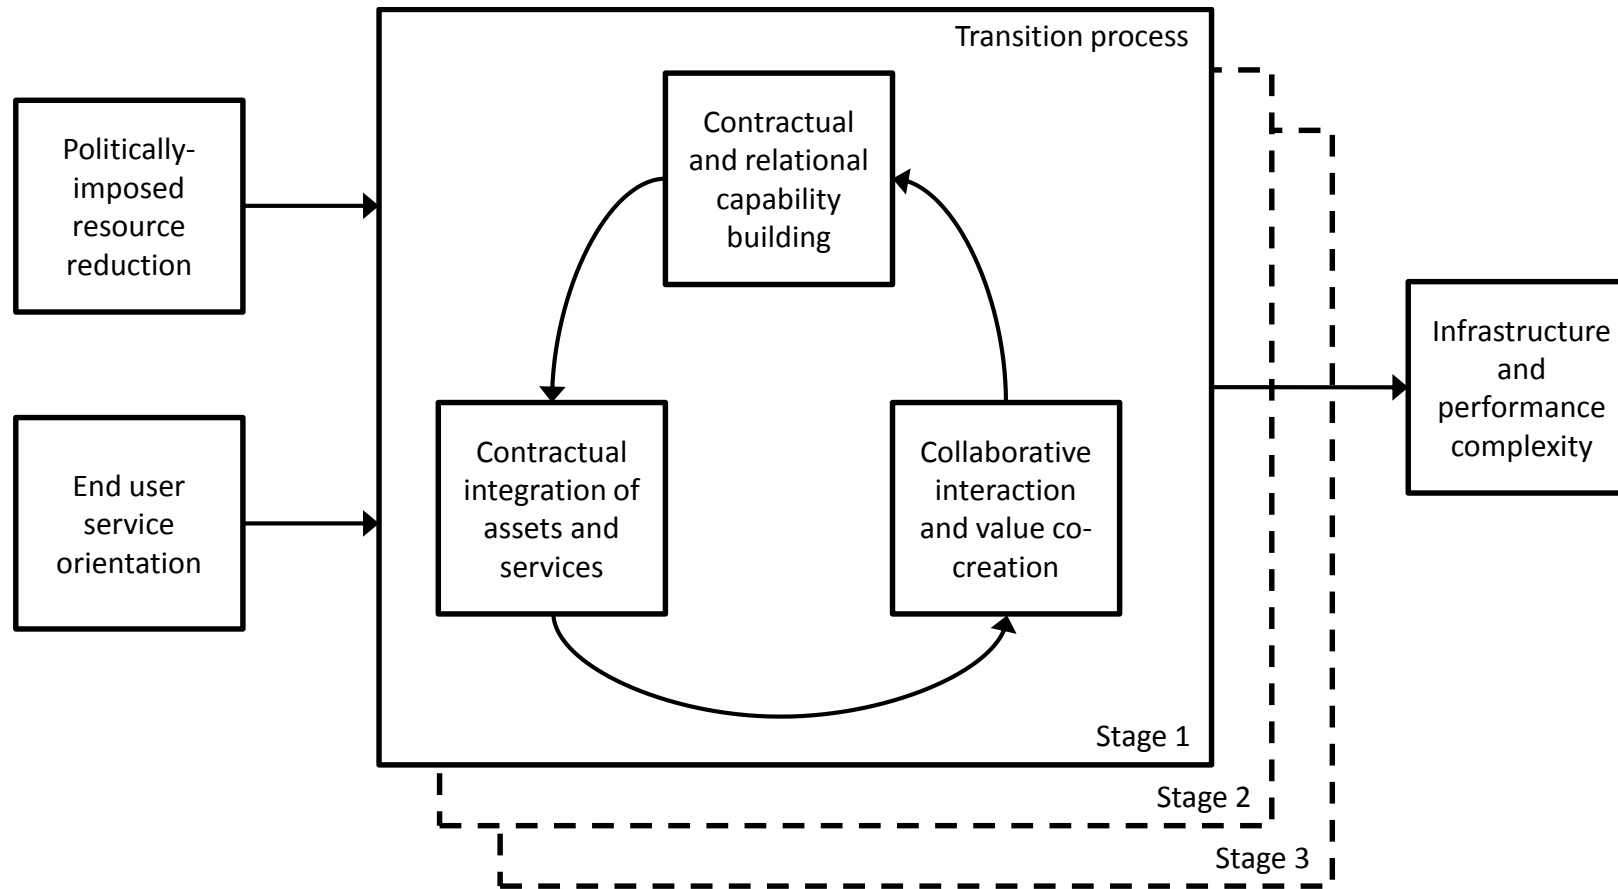 Transition process
Politically-
imposed
resource
reduction
End user
service
orientation
Contractual
and relational
capability
building
Contractual
integration of
assets and
services
Collaborative
interaction
and value co-
creation
Stage 1
Stage 2
Stage 3
Infrastructure
and
performance
complexity